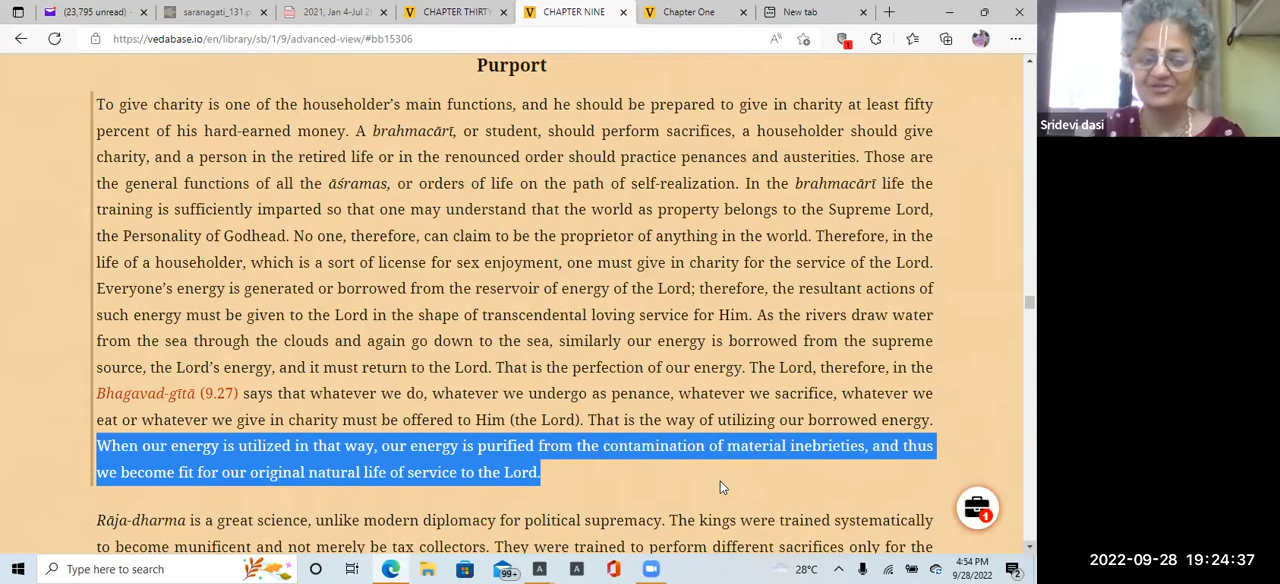 (23,795 unread) -
saranagati_131.p
2021, Jan 4-Jul 2
CHAPTER THIRTY
CHAPTER NINE
Chapter One
New tab
https://vedabase.io/en/library/sb/1/9/advanced-view/#bb15306
Purport
To give charity is one of the householder's main functions, and he should be prepared to give in charity at least fifty
percent of his hard-earned money. A brahmacārī, or student, should perform sacrifices, a householder should give
charity, and a person in the retired life or in the renounced order should practice penances and austerities. Those are
the general functions of all the āśramas, or orders of life on the path of self-realization. In the brahmacārī life the
training is sufficiently imparted so that one may understand that the world as property belongs to the Supreme Lord,
the Personality of Godhead. No one, therefore, can claim to be the proprietor of anything in the world. Therefore, in the
life of a householder, which is a sort of license for sex enjoyment, one must give in charity for the service of the Lord.
Everyone's energy is generated or borrowed from the reservoir of energy of the Lord; therefore, the resultant actions of
such energy must be given to the Lord in the shape of transcendental loving service for Him. As the rivers draw water
from the sea through the clouds and again go down to the sea, similarly our energy is borrowed from the supreme
source, the Lord's energy, and it must return to the Lord. That is the perfection of our energy. The Lord, therefore, in the
Bhagavad-gītā (9.27) says that whatever we do, whatever we undergo as penance, whatever we sacrifice, whatever we
eat or whatever we give in charity must be offered to Him (the Lord). That is the way of utilizing our borrowed energy.
When our energy is utilized in that way, our energy is purified from the contamination of material inebrieties, and thus
we become fit for our original natural life of service to the Lord.
Rāja-dharma is a great science, unlike modern diplomacy for political supremacy. The kings were trained systematically
to become munificent and not merely be tax collectors. They were trained to perform different sacrifices only for the
Sridevi dasi
1
1
Type here to search
99+
28°C
4:54 PM
9/28/2022
2
2022-09-28 19:24:37